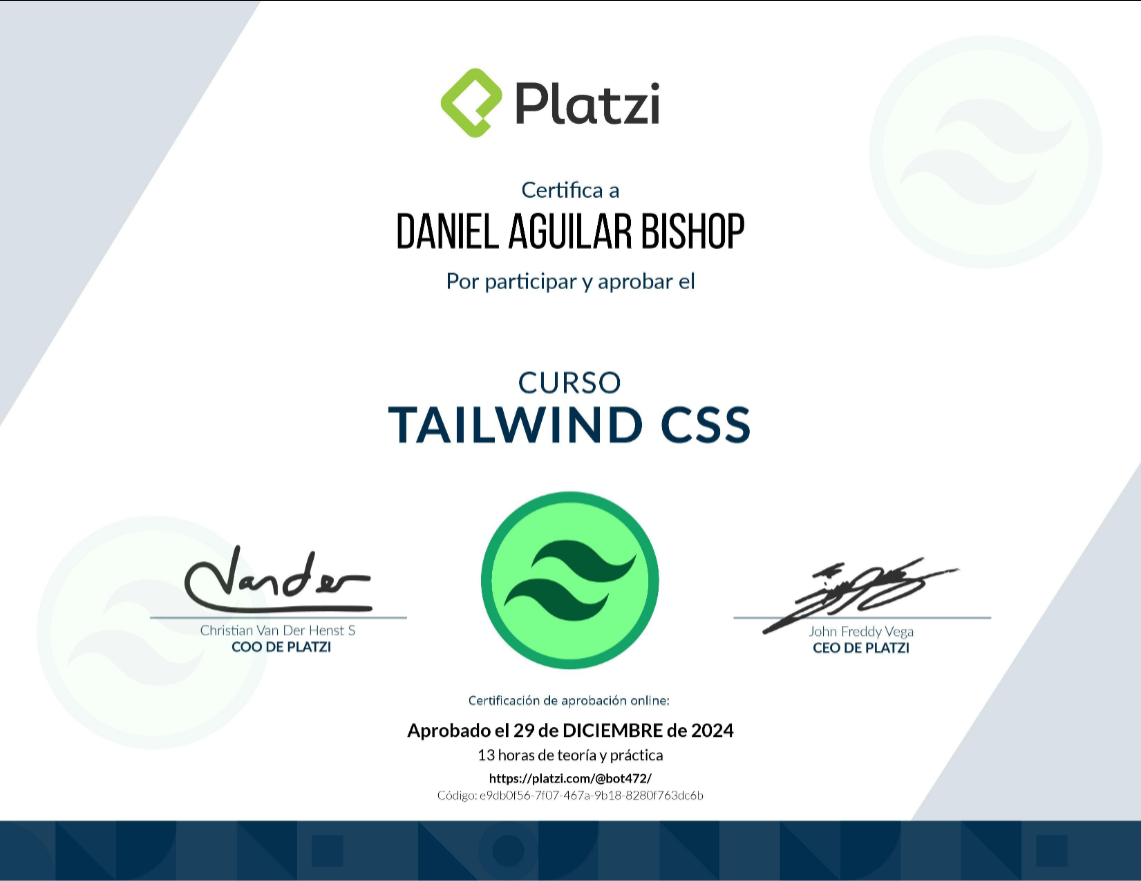 Platzi
Certifica a
DANIEL AGUILAR BISHOP
Por participar y aprobar el
CURSO
TAILWIND CSS
Vander
Christian Van Der Henst S
COO DE PLATZI
John Freddy Vega
CEO DE PLATZI
Certificación de aprobación online:
Aprobado el 29 de DICIEMBRE de 2024
13 horas de teoría y práctica
https://platzi.com/@bot472/
Código: e9db0f56-7f07-467a-9b18-8280f763dc6b